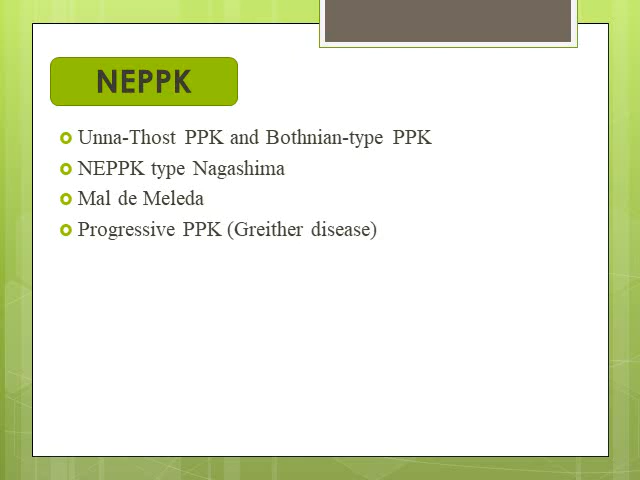 NEPPK
Unna-Thost PPK and Bothnian-type PPK
NEPPK type Nagashima
Mal de Meleda
Progressive PPK (Greither disease)